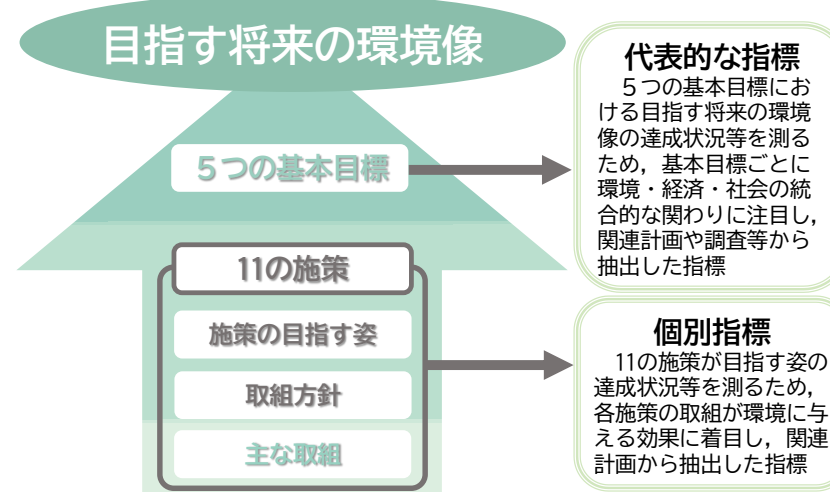 目指す将来の環境像
５つの基本目標
11の施策
施策の目指す姿
取組方針
主な取組
代表的な指標
　５つの基本目標にお
ける目指す将来の環境
像の達成状況等を測る
ため，基本目標ごとに
環境・経済・社会の統
合的な関わりに注目し，
関連計画や調査等から
抽出した指標
個別指標
　11の施策が目指す姿の
達成状況等を測るため，
各施策の取組が環境に与
える効果に着目し，関連
計画から抽出した指標